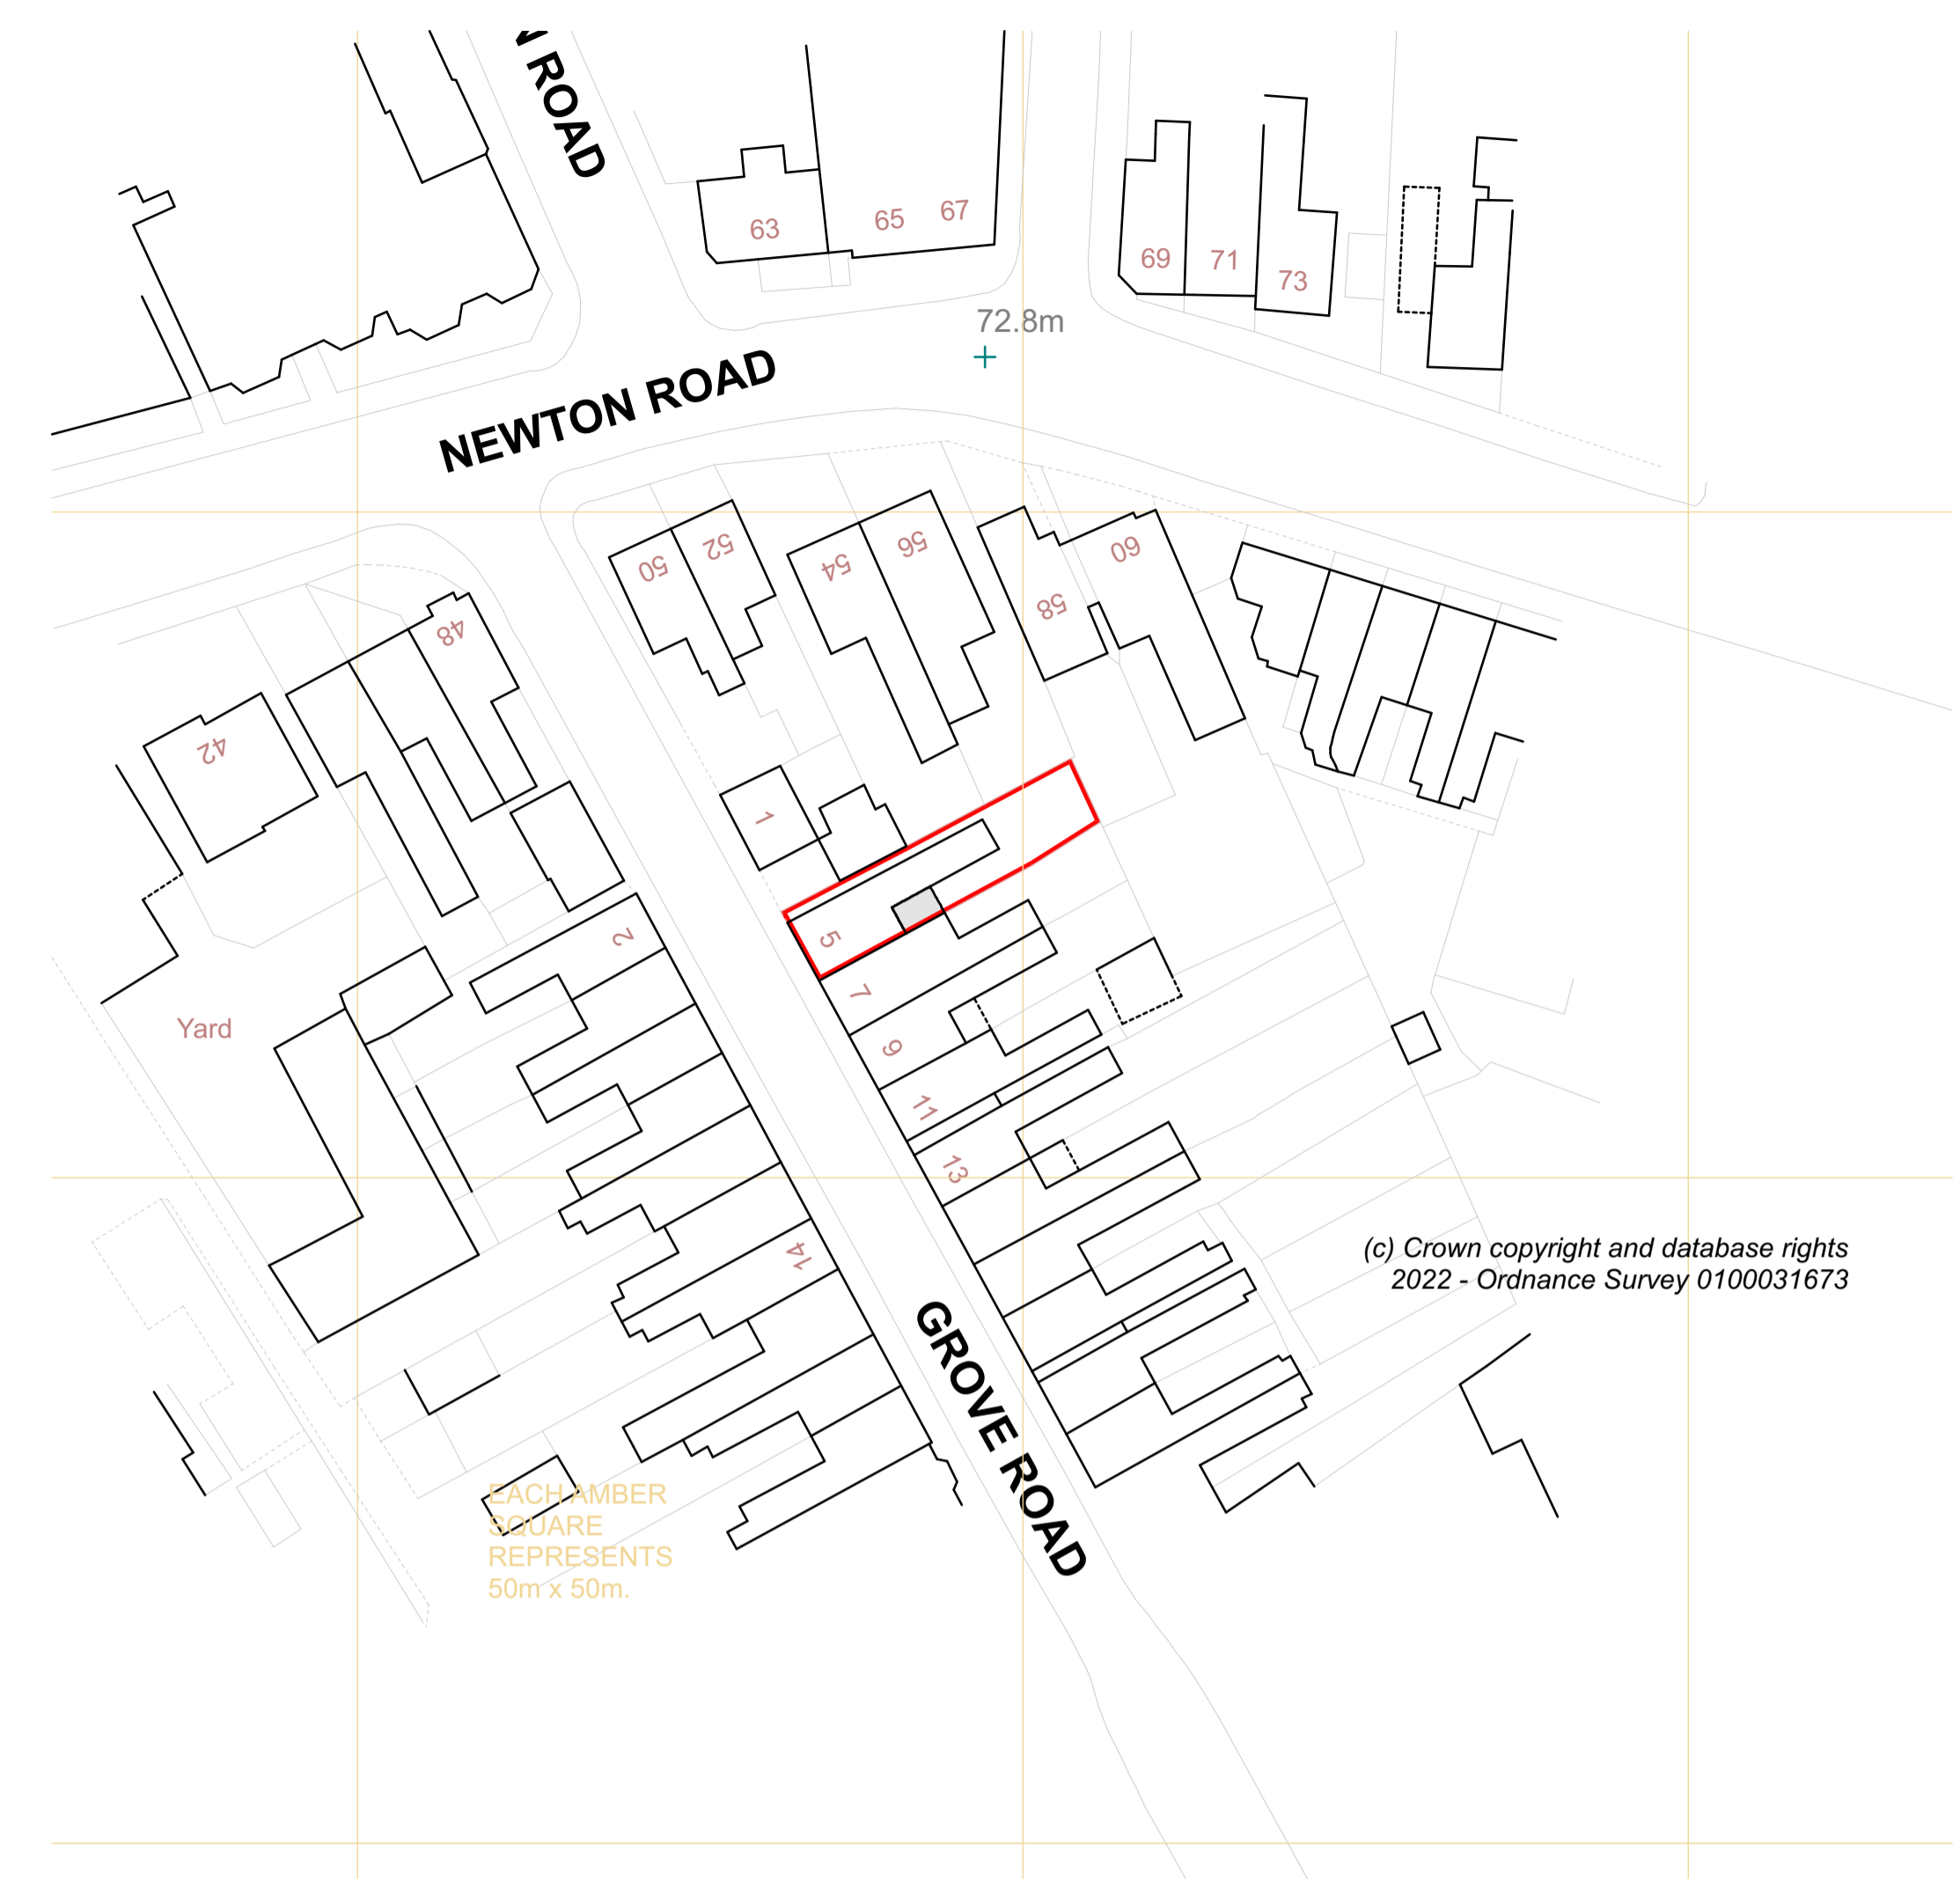 N ROAD
63
65
67
69
71
73
72.8m
NEWTON ROAD
50
52
54
56
58
60
48
42
1
2
5
7
9
11
13
14
Yard
(c) Crown copyright and database rights
2022 - Ordnance Survey 0100031673
GROVE ROAD
EACH AMBER
SQUARE
REPRESENTS
50m x 50m.